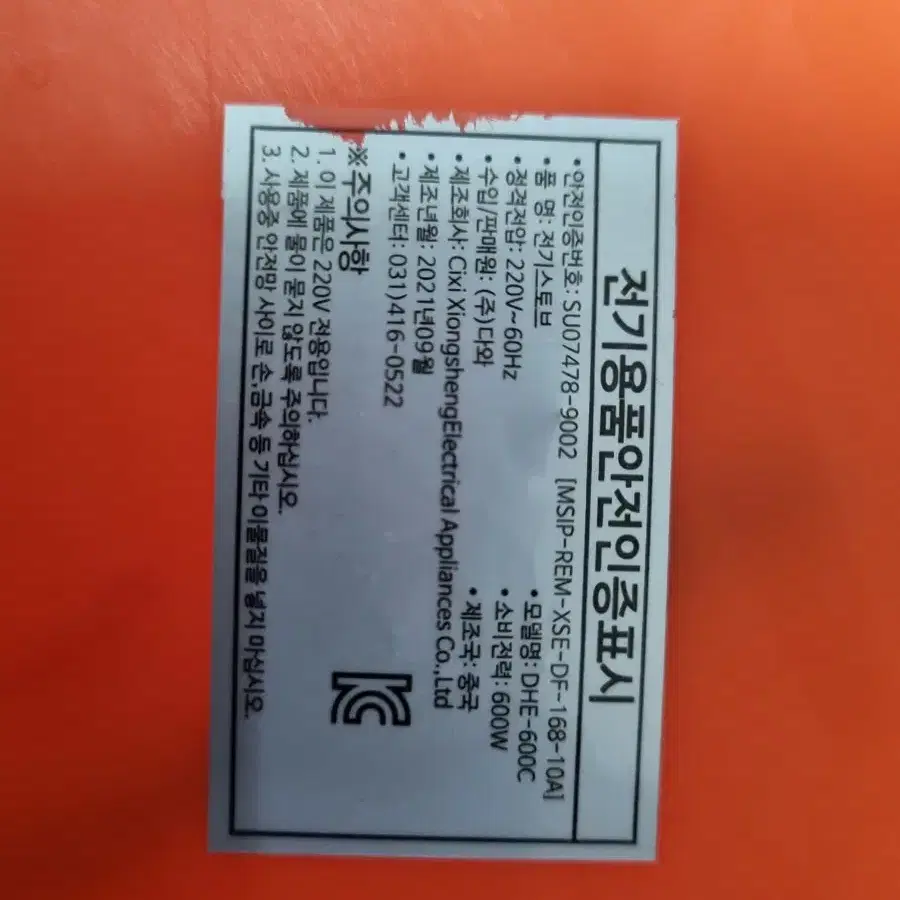 전기용품안전인증표시
•안전인증번호: SU07478-9002 [MSIP-REM-XSE-DF-168-10A]
•품 명: 전기스토브 •모델명: DHE-600C
•정격전압: 220V~60Hz •소비전력: 600W
•수입/판매원: (주)다와 •제조국: 중국
•제조회사: Cixi XiongshengElectrical Appliances Co.,Ltd
•제조년월: 2021년09월
•고객센터: 031)416-0522
※주의사항
1. 이 제품은 220V 전용입니다.
2. 제품에 물이 묻지 않도록 주의하십시오.
3. 사용중 안전망 사이로 손,금속 등 기타 이물질을 넣지 마십시오.
KC